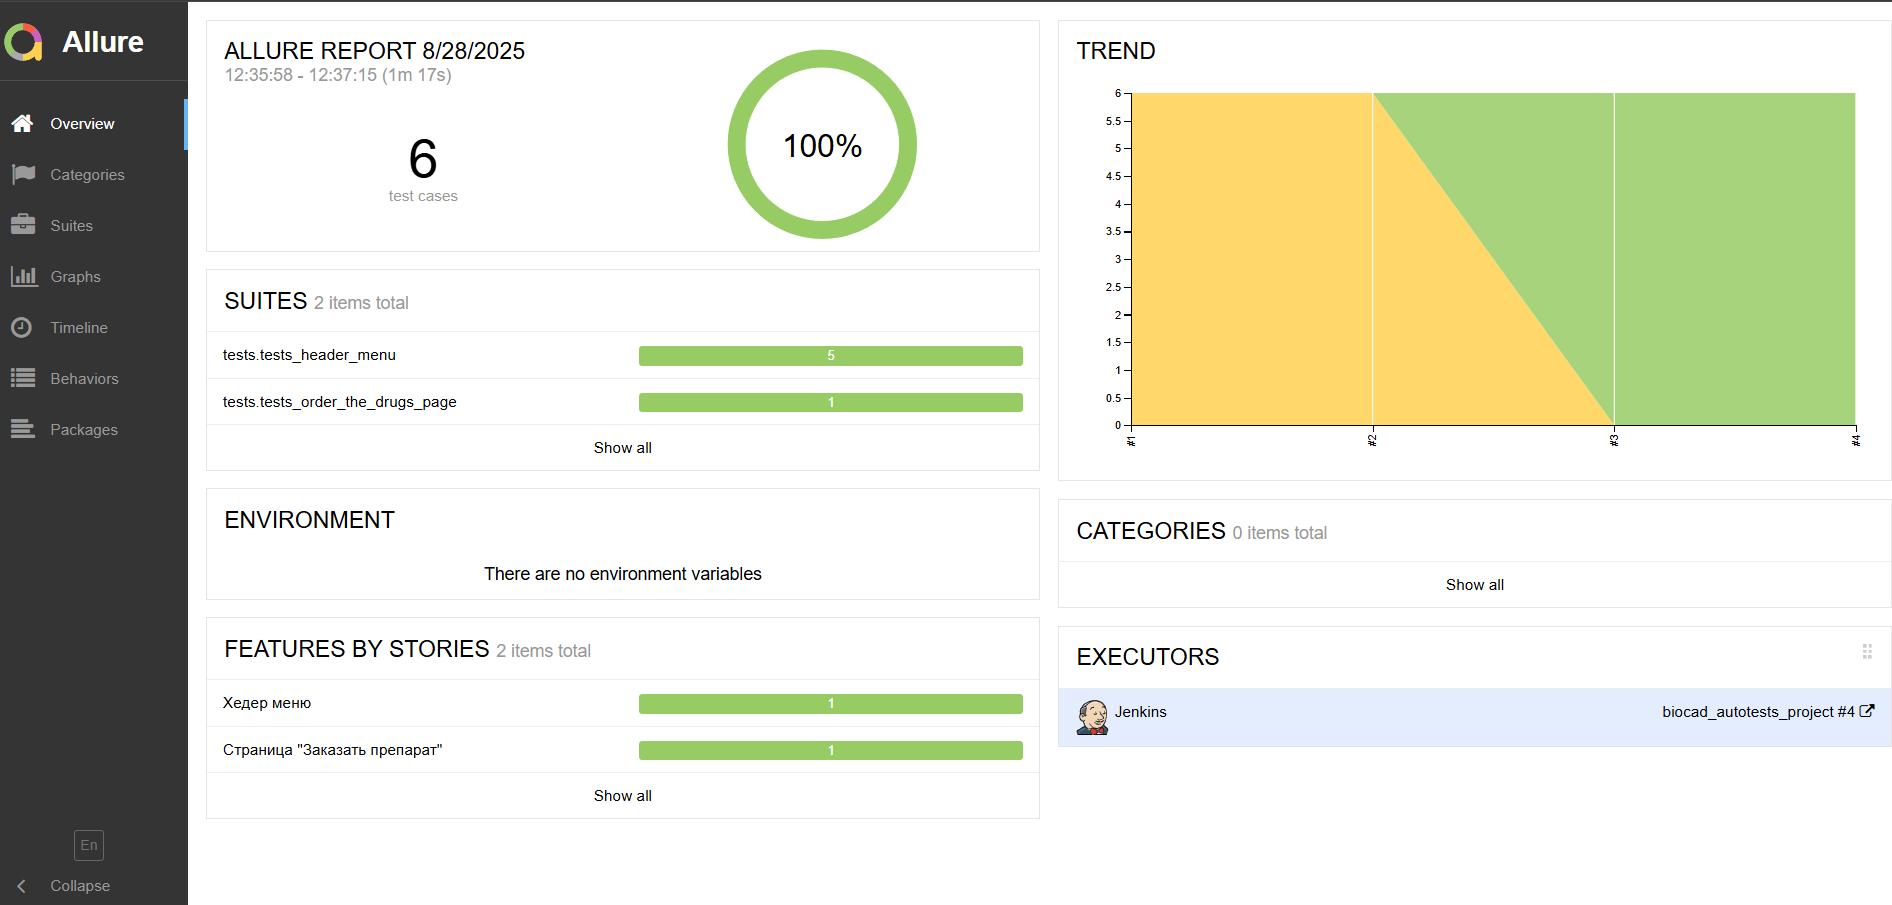 Allure
Overview
Categories
Suites
Graphs
Timeline
Behaviors
Packages
En
Collapse
ALLURE REPORT 8/28/2025
12:35:58 - 12:37:15 (1m 17s)
6
test cases
100%
SUITES 2 items total
tests.tests_header_menu 5
tests.tests_order_the_drugs_page 1
Show all
ENVIRONMENT
There are no environment variables
FEATURES BY STORIES 2 items total
Хедер меню 1
Страница "Заказать препарат" 1
Show all
TREND
6
5.5
5
4.5
4
3.5
3
2.5
2
1.5
1
0.5
0
#1 #2 #3 #4
CATEGORIES 0 items total
Show all
EXECUTORS
Jenkins biocad_autotests_project #4